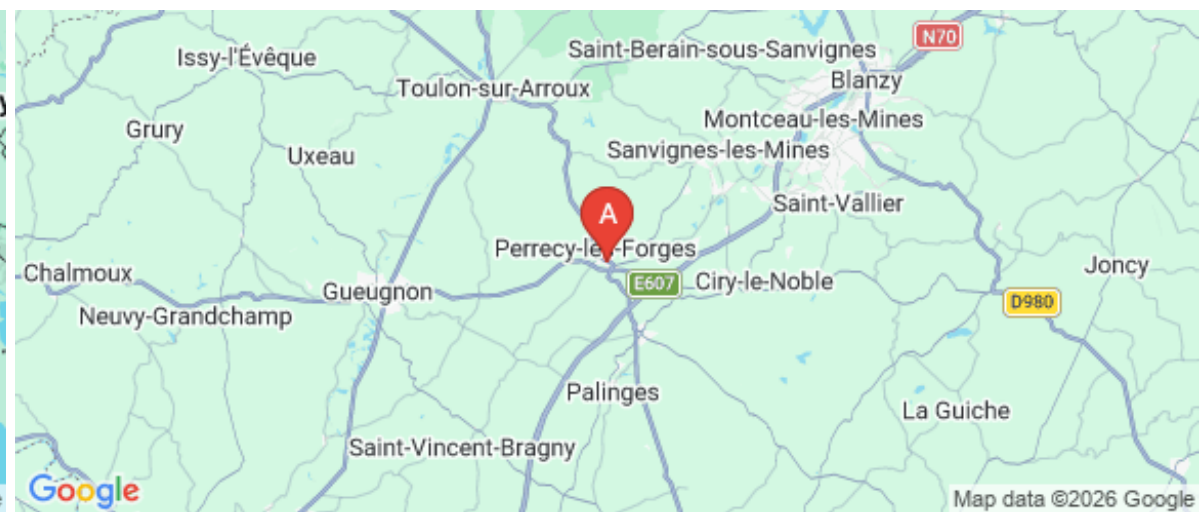 N70
Saint-Berain-sous-Sanvignes
Issy-l'Évêque
Blanzy
Toulon-sur-Arroux
Montceau-les-Mines
Grury
Sanvignes-les-Mines
Uxeau
Saint-Vallier
A
Perrecy-les-Forges
Joncy
Chalmoux
E607
Ciry-le-Noble
Gueugnon
D980
Neuvy-Grandchamp
Palinges
La Guiche
Saint-Vincent-Bragny
Google
Map data ©2026 Google